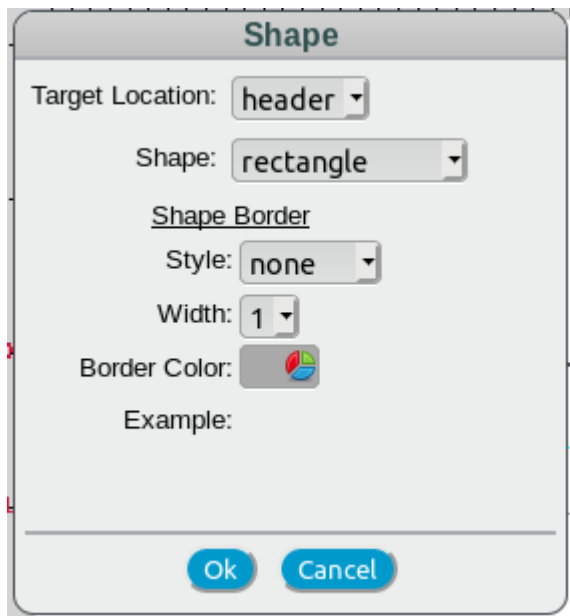 Shape
Target Location: header
Shape: rectangle
Shape Border
Style: none
Width: 1
Border Color:
Example:
Ok Cancel